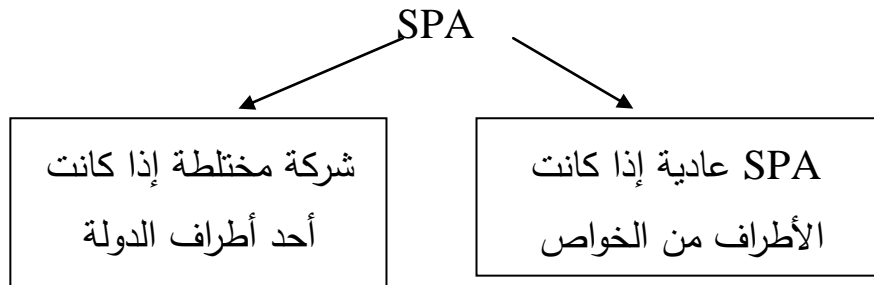 SPA
SPA عادية إذا كانت
الأطراف من الخواص
شركة مختلطة إذا كانت
أحد أطراف الدولة